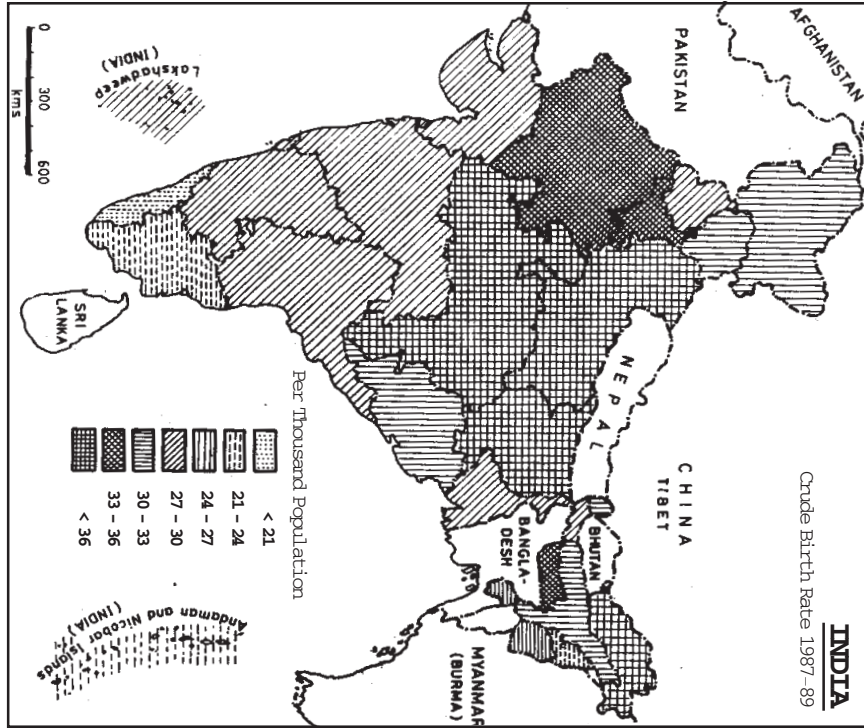 INDIA
Crude Birth Rate 1987-89
AFGHANISTAN
PAKISTAN
CHINA
TIBET
NEPAL
BHUTAN
BANGLA-
DESH
MYANMAR
(BURMA)
SRI
LANKA
Lakshadweep
(INDIA)
Andaman and Nicobar Islands
(INDIA)
0 300 600
kms
Per Thousand Population
< 21
21 - 24
24 - 27
27 - 30
30 - 33
33 - 36
< 36